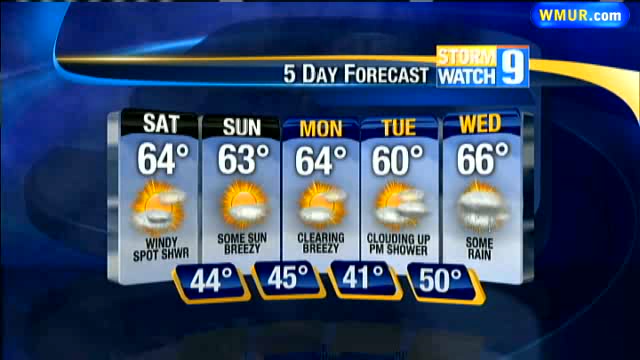 WMUR.com
5 DAY FORECAST
STORM
WATCH 9
SAT
64°
WINDY
SPOT SHWR
SUN
63°
SOME SUN
BREEZY
MON
64°
CLEARING
BREEZY
TUE
60°
CLOUDING UP
PM SHOWER
WED
66°
SOME
RAIN
44°
45°
41°
50°